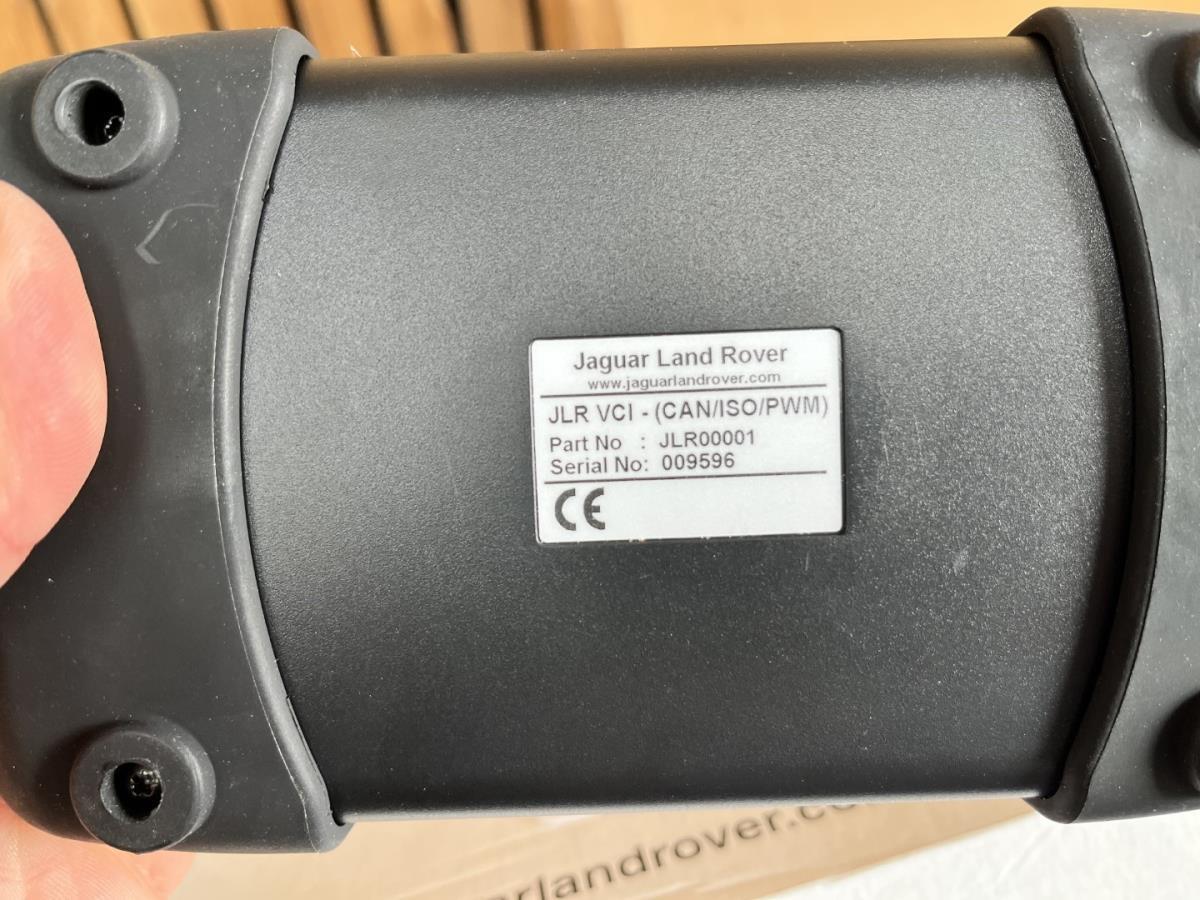 Jaguar Land Rover
www.jaguarlandrover.com
JLR VCI - (CAN/ISO/PWM)
Part No : JLR00001
Serial No: 009596
CE